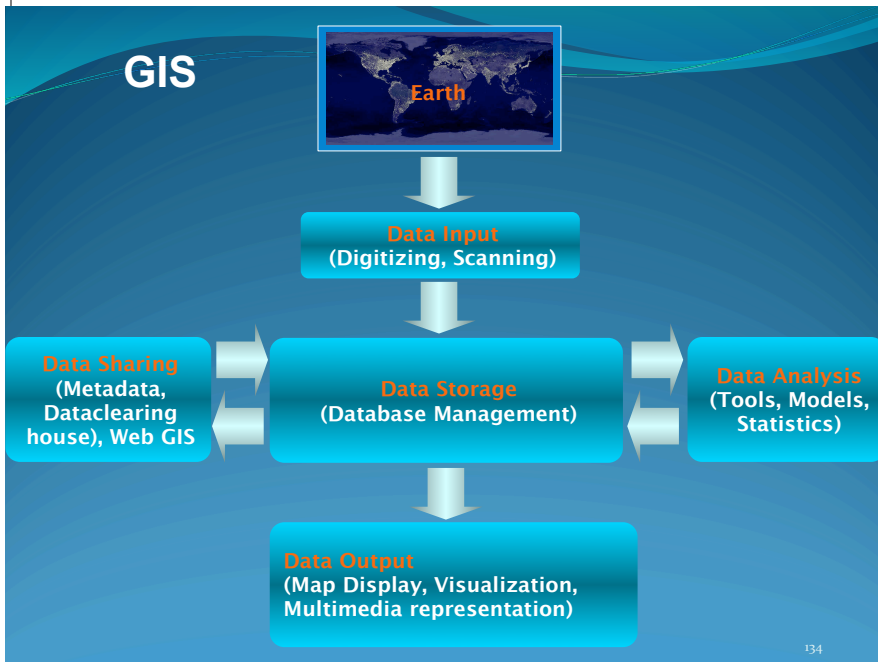 GIS
Earth
Data Input
(Digitizing, Scanning)
Data Sharing
(Metadata,
Dataclearing
house), Web GIS
Data Storage
(Database Management)
Data Analysis
(Tools, Models,
Statistics)
Data Output
(Map Display, Visualization,
Multimedia representation)
134